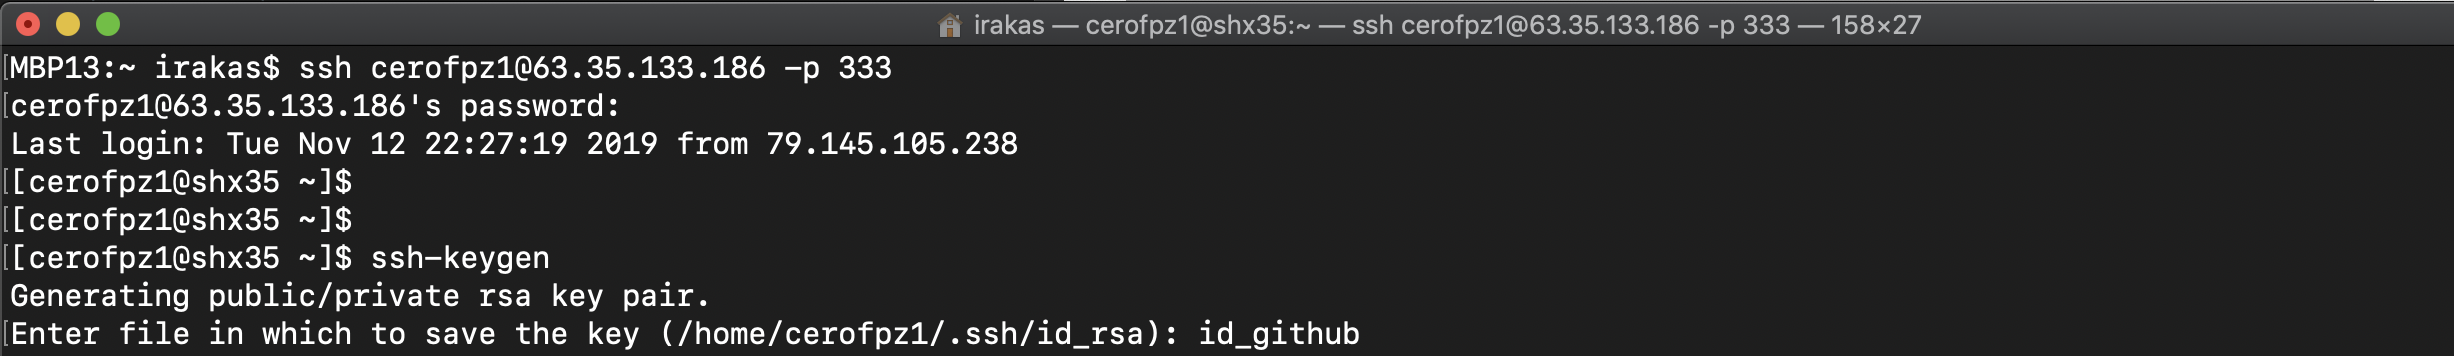 irakas — cerofpz1@shx35:~ — ssh cerofpz1@63.35.133.186 -p 333 — 158×27
[MBP13:~ irakas$ ssh cerofpz1@63.35.133.186 -p 333
[cerofpz1@63.35.133.186's password:
Last login: Tue Nov 12 22:27:19 2019 from 79.145.105.238
[[cerofpz1@shx35 ~]$
[[cerofpz1@shx35 ~]$
[[cerofpz1@shx35 ~]$ ssh-keygen
Generating public/private rsa key pair.
[Enter file in which to save the key (/home/cerofpz1/.ssh/id_rsa): id_github